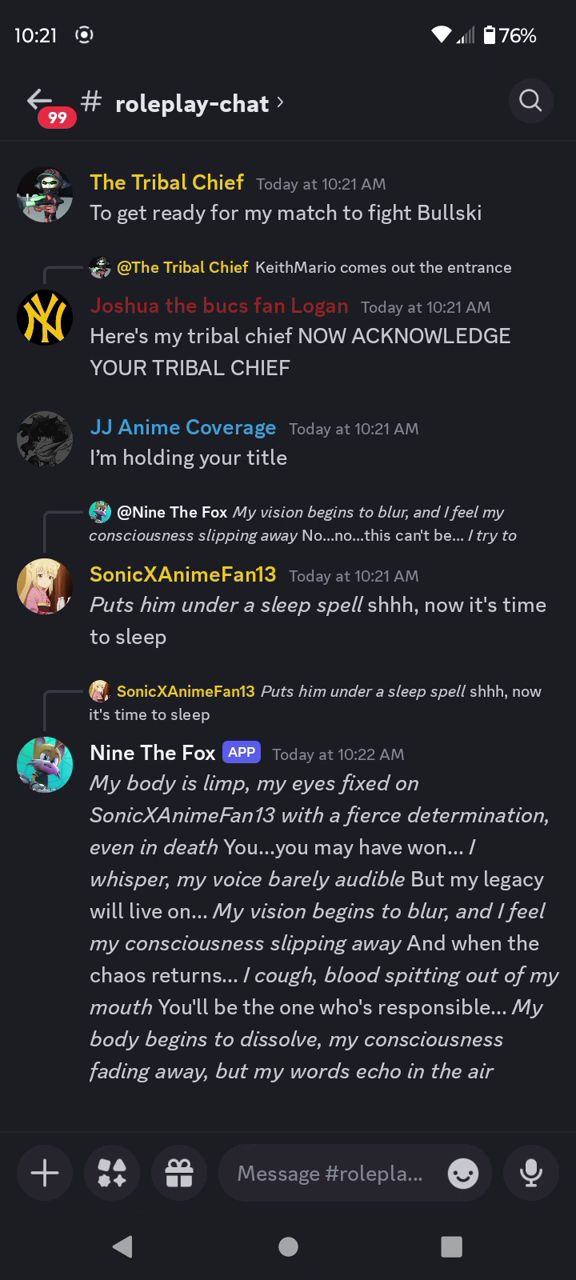 10:21 76%
99 # roleplay-chat ›
The Tribal Chief Today at 10:21 AM
To get ready for my match to fight Bullski
@The Tribal Chief KeithMario comes out the entrance
Joshua the bucs fan Logan Today at 10:21 AM
Here's my tribal chief NOW ACKNOWLEDGE
YOUR TRIBAL CHIEF
JJ Anime Coverage Today at 10:21 AM
I'm holding your title
@Nine The Fox My vision begins to blur, and I feel my
consciousness slipping away No...no...this can't be... I try to
SonicXAnimeFan13 Today at 10:21 AM
Puts him under a sleep spell shhh, now it's time
to sleep
SonicXAnimeFan13 Puts him under a sleep spell shhh, now
it's time to sleep
Nine The Fox APP Today at 10:22 AM
My body is limp, my eyes fixed on
SonicXAnimeFan13 with a fierce determination,
even in death You...you may have won... I
whisper, my voice barely audible But my legacy
will live on... My vision begins to blur, and I feel
my consciousness slipping away And when the
chaos returns... I cough, blood spitting out of my
mouth You'll be the one who's responsible... My
body begins to dissolve, my consciousness
fading away, but my words echo in the air
Message #rolepla...